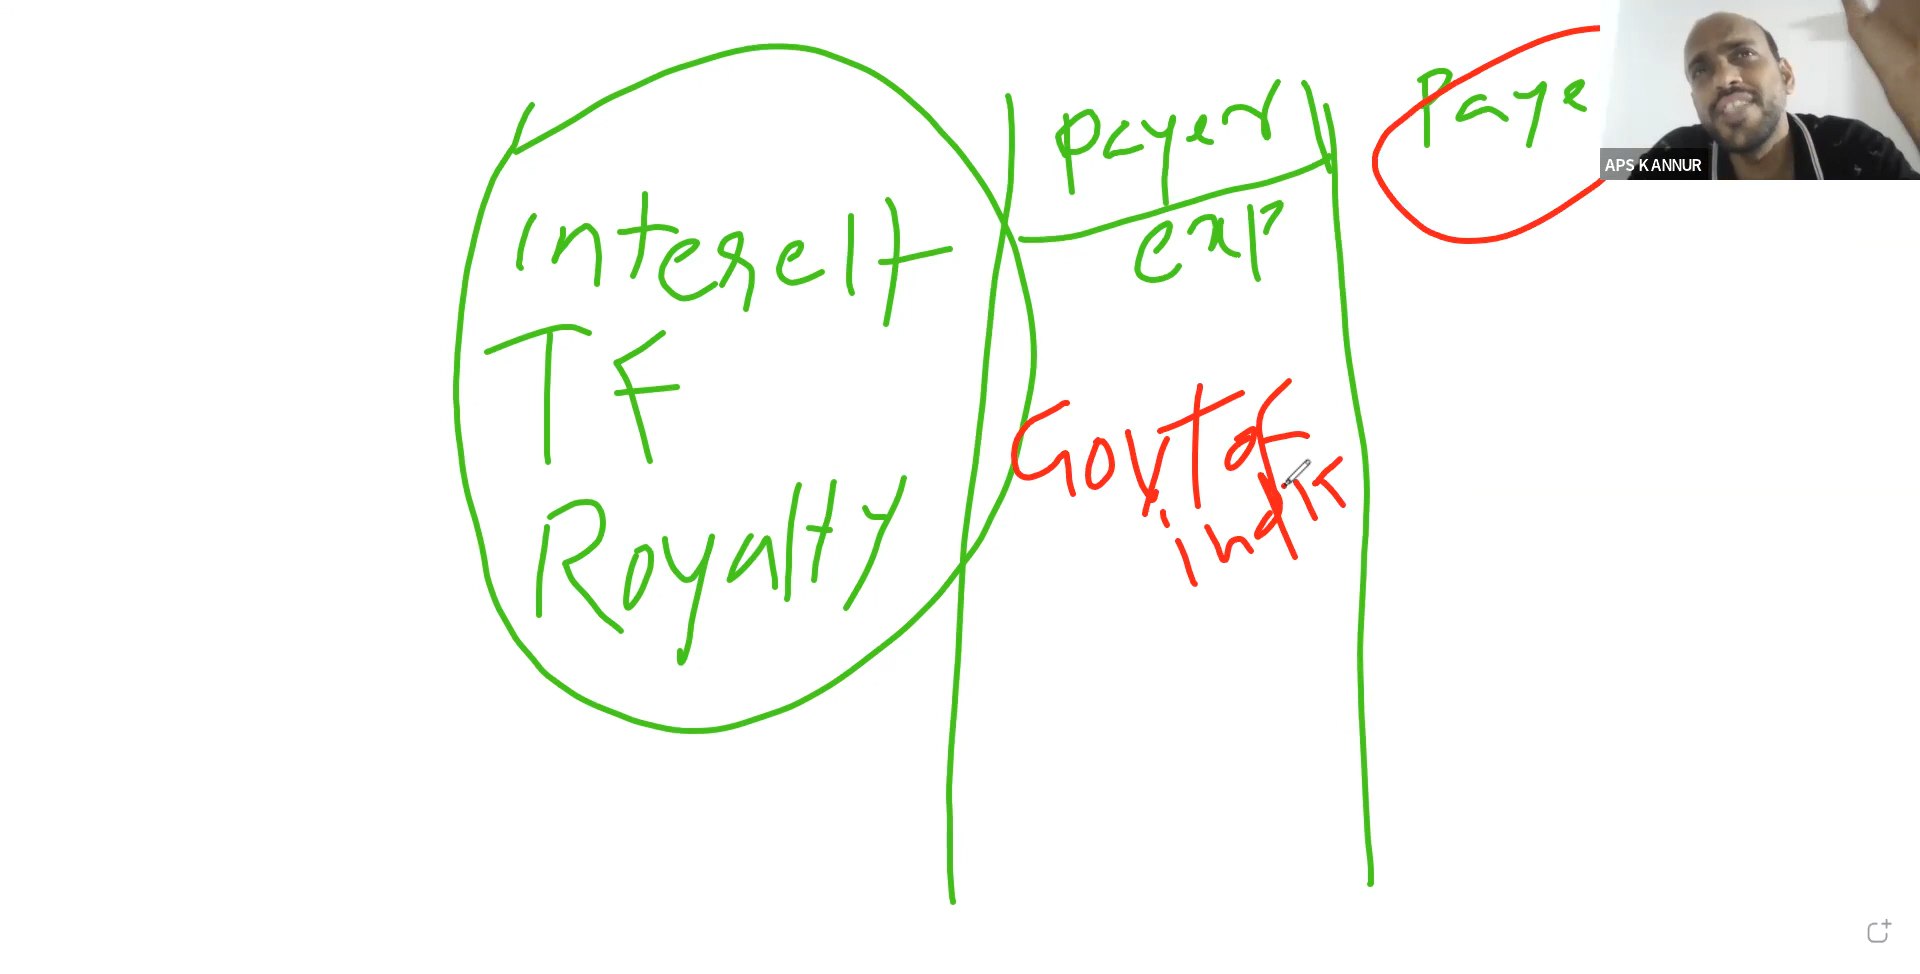 Payer
Paye
APS KANNUR
Interest
exp
TF
Govt of
india
Royalty